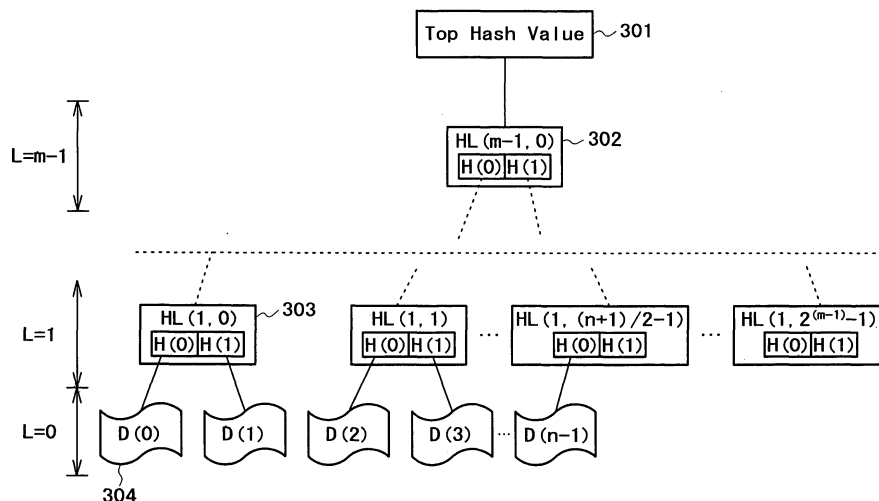 Top Hash Value
301
L=m-1
HL(m-1,0)
H(0) H(1)
302
L=1
303
HL(1,0)
H(0) H(1)
HL(1,1)
H(0) H(1)
...
HL(1,(n+1)/2-1)
H(0) H(1)
...
HL(1,2^(m-1)-1)
H(0) H(1)
L=0
D(0)
D(1)
D(2)
D(3)
...
D(n-1)
304